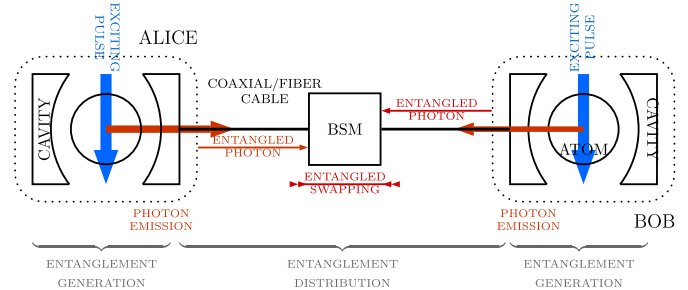 EXCITING
PULSE
ALICE
CAVITY
COAXIAL/FIBER
CABLE
ENTANGLED
PHOTON
BSM
ENTANGLED
PHOTON
ENTANGLED
SWAPPING
EXCITING
PULSE
CAVITY
ATOM
PHOTON
EMISSION
PHOTON
EMISSION
BOB
ENTANGLEMENT
GENERATION
ENTANGLEMENT
DISTRIBUTION
ENTANGLEMENT
GENERATION